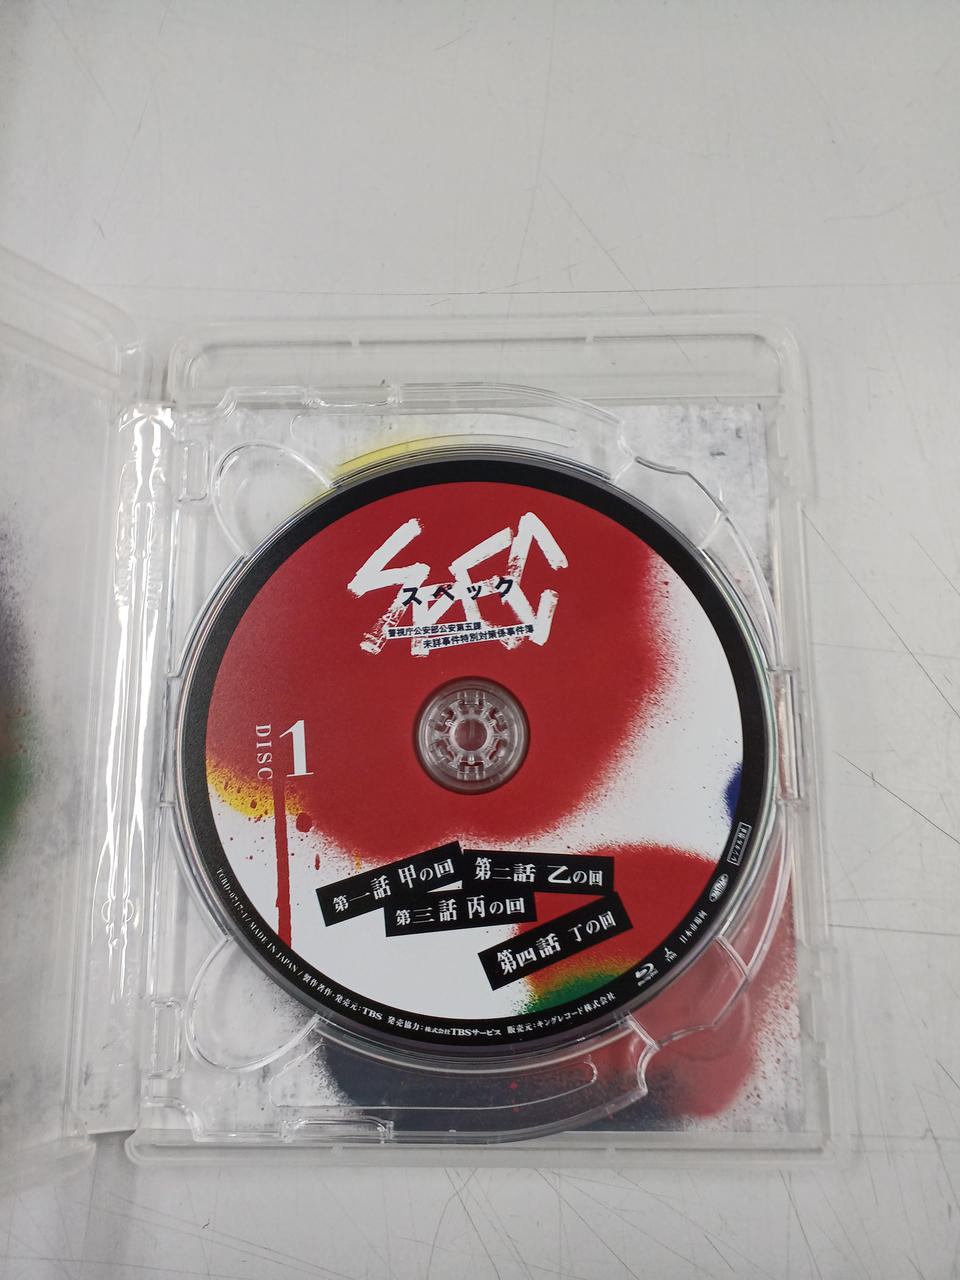 SPEC
スペック
警視庁公安部公安第五課
未詳事件特別対策係事件簿
DISC 1
第一話 甲の回
第二話 乙の回
第三話 丙の回
第四話 丁の回
MADE IN JAPAN / 製作著作・発売元:TBS 発売協力:株式会社TBSサービス 販売元:キングレコード株式会社